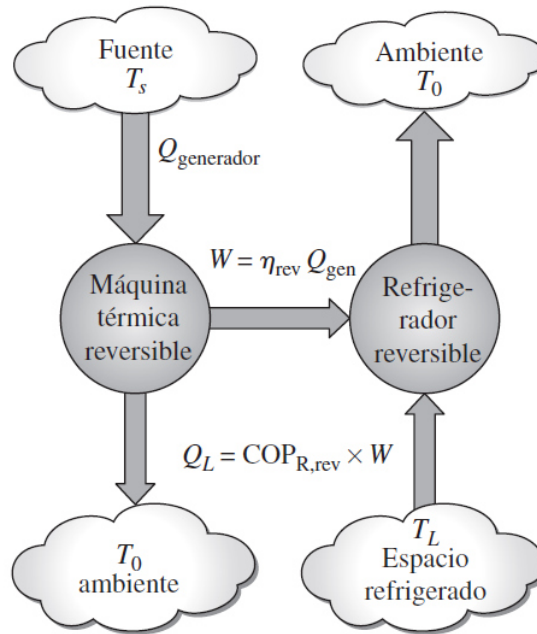 Fuente
T_s
Ambiente
T_0
Q_generador
W = η_rev Q_gen
Máquina
térmica
reversible
Refrige-
rador
reversible
Q_L = COP_R,rev × W
T_0
ambiente
T_L
Espacio
refrigerado